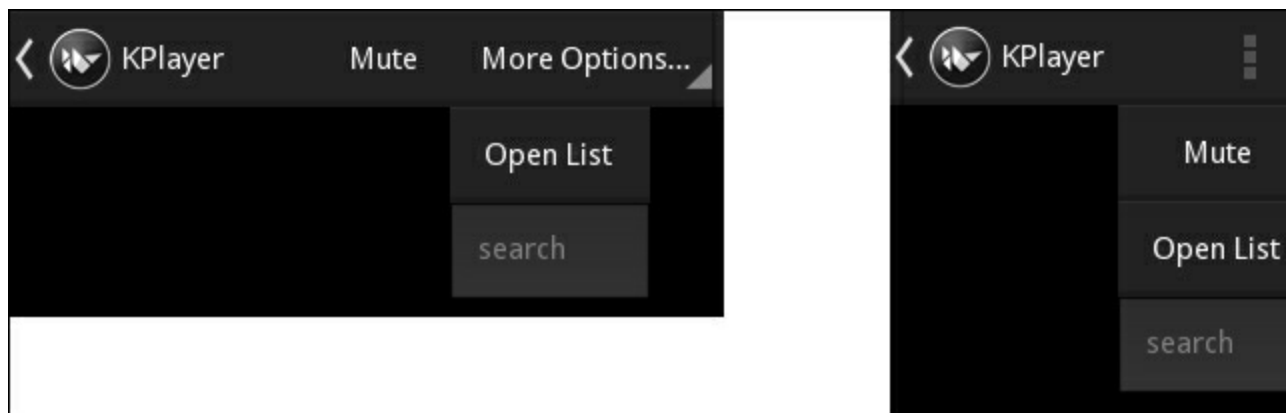 KPlayer Mute More Options...
Open List
search
KPlayer
Mute
Open List
search